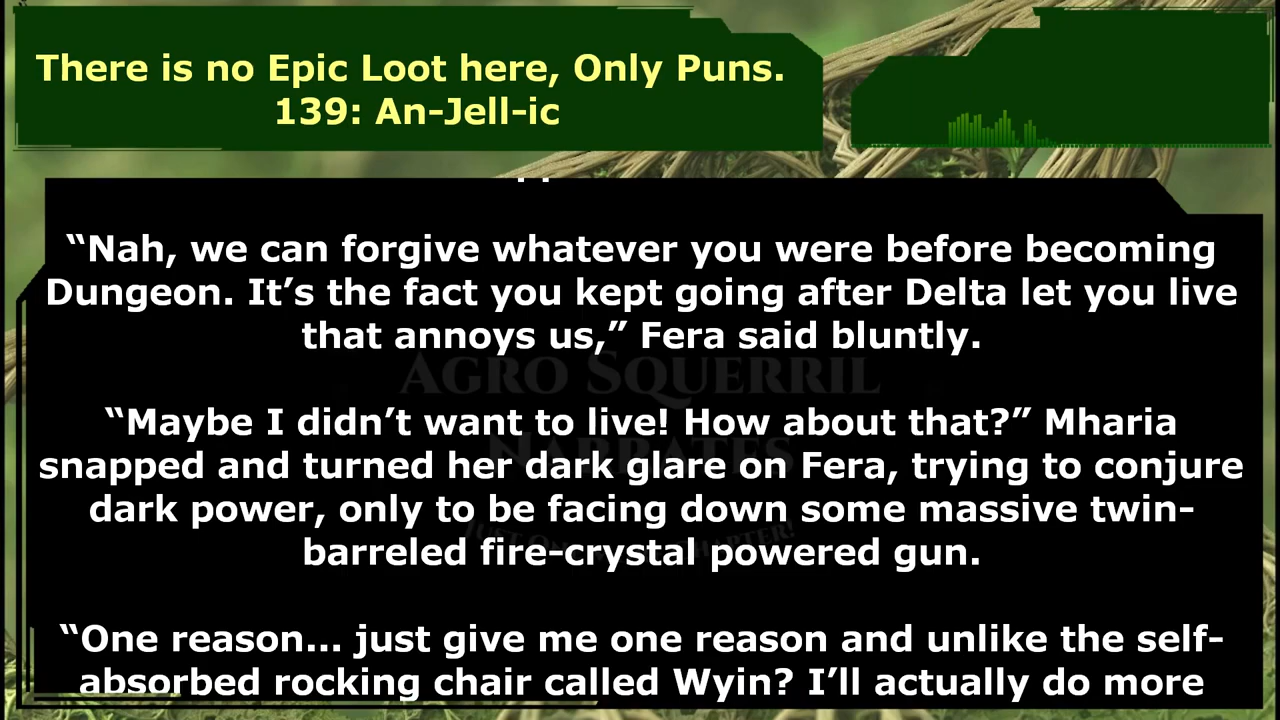 There is no Epic Loot here, Only Puns.
139: An-Jell-ic
“Nah, we can forgive whatever you were before becoming
Dungeon. It’s the fact you kept going after Delta let you live
that annoys us,” Fera said bluntly.
AGRO SQUERRIL
NARRATES
“Maybe I didn’t want to live! How about that?” Mharia
snapped and turned her dark glare on Fera, trying to conjure
dark power, only to be facing down some massive twin-
barreled fire-crystal powered gun.
“One reason... just give me one reason and unlike the self-
absorbed rocking chair called Wyin? I’ll actually do more